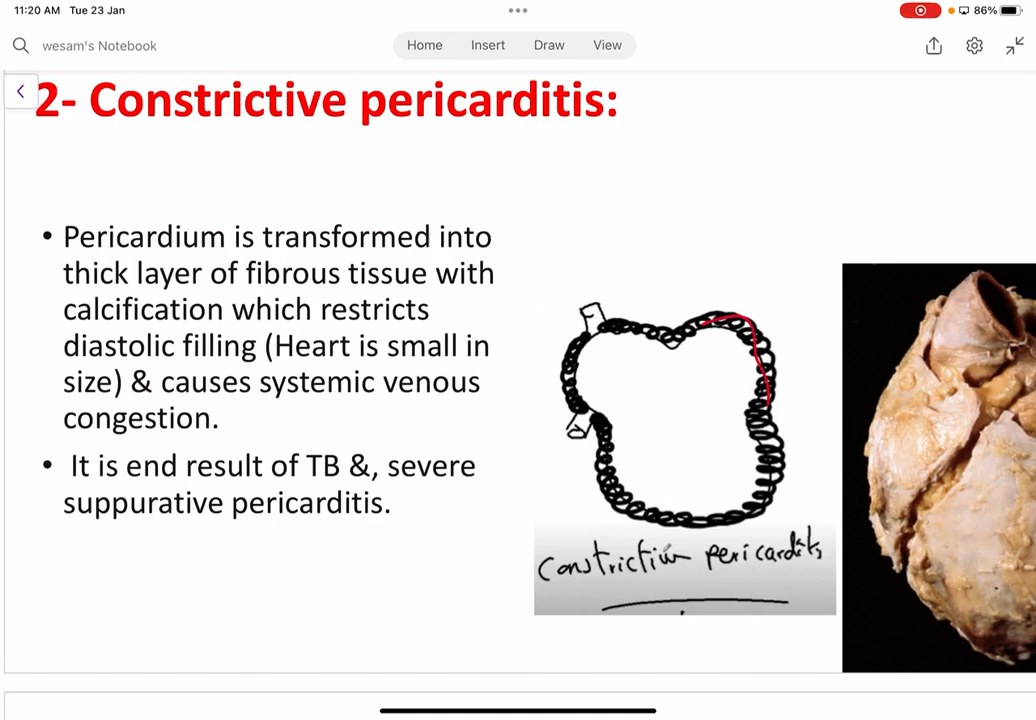 11:20 AM Tue 23 Jan
86%
wesam's Notebook
Home Insert Draw View
2- Constrictive pericarditis:
• Pericardium is transformed into
thick layer of fibrous tissue with
calcification which restricts
diastolic filling (Heart is small in
size) & causes systemic venous
congestion.
• It is end result of TB &, severe
suppurative pericarditis.
pericarditis